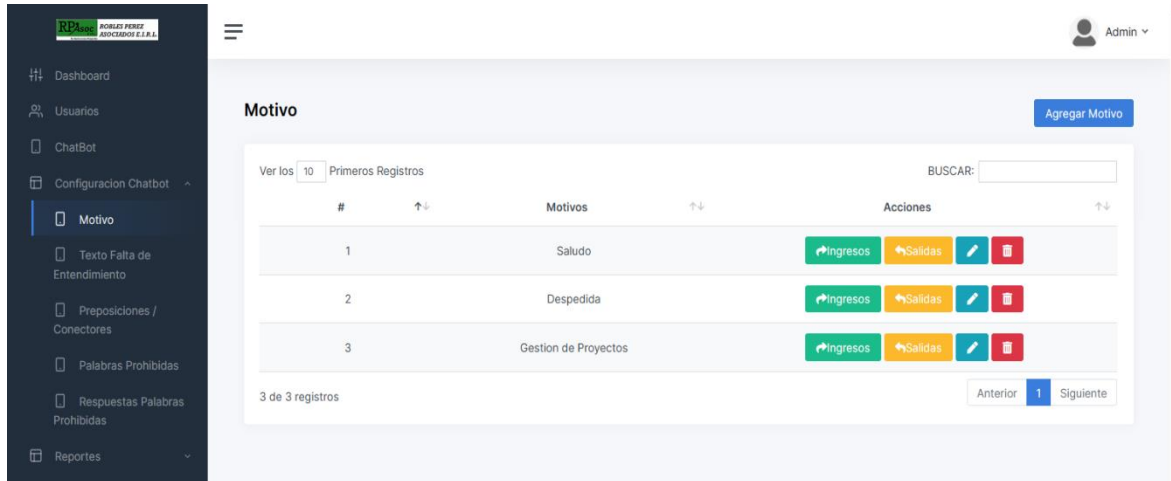 RPAsoc ROBLES PEREZ
ASOCIADOS E.I.R.L.
Admin
Dashboard
Usuarios
ChatBot
Configuracion Chatbot
Motivo
Texto Falta de
Entendimiento
Preposiciones /
Conectores
Palabras Prohibidas
Respuestas Palabras
Prohibidas
Reportes
Motivo
Agregar Motivo
Ver los 10 Primeros Registros
BUSCAR:
# Motivos Acciones
1 Saludo Ingresos Salidas
2 Despedida Ingresos Salidas
3 Gestion de Proyectos Ingresos Salidas
3 de 3 registros
Anterior 1 Siguiente